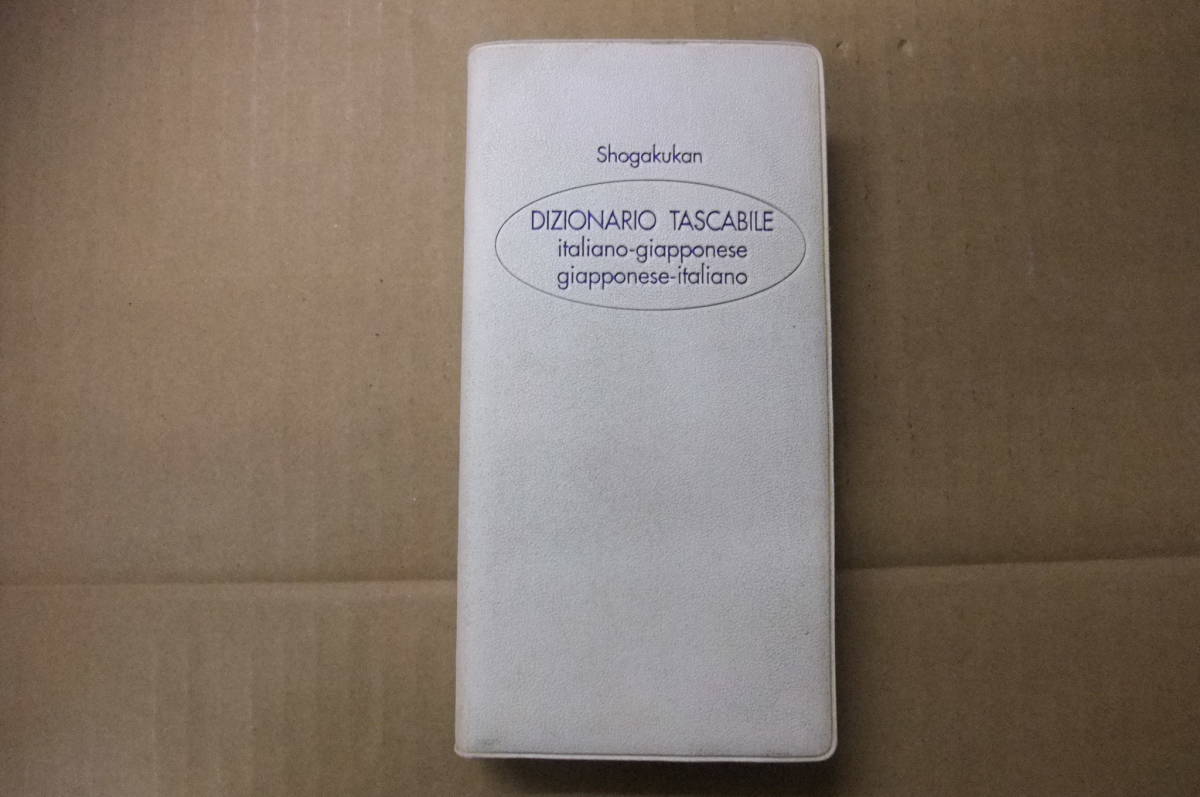 Shogakukan
DIZIONARIO TASCABILE
italiano-giapponese
giapponese-italiano